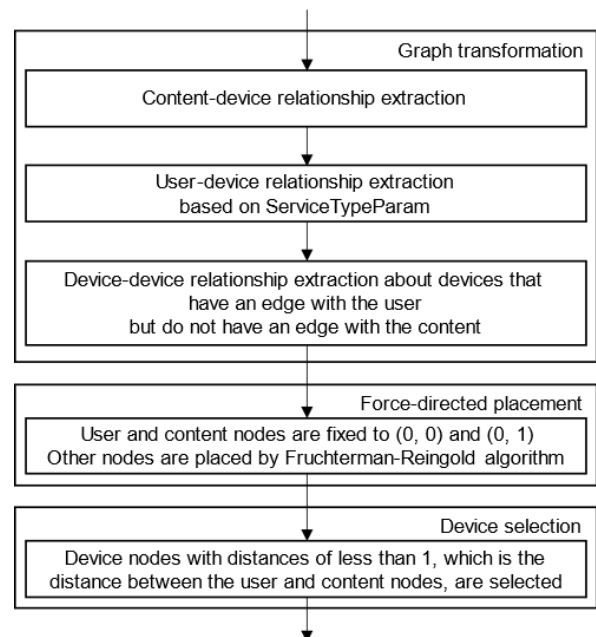 Graph transformation
Content-device relationship extraction
User-device relationship extraction
based on ServiceTypeParam
Device-device relationship extraction about devices that
have an edge with the user
but do not have an edge with the content
Force-directed placement
User and content nodes are fixed to (0, 0) and (0, 1)
Other nodes are placed by Fruchterman-Reingold algorithm
Device selection
Device nodes with distances of less than 1, which is the
distance between the user and content nodes, are selected